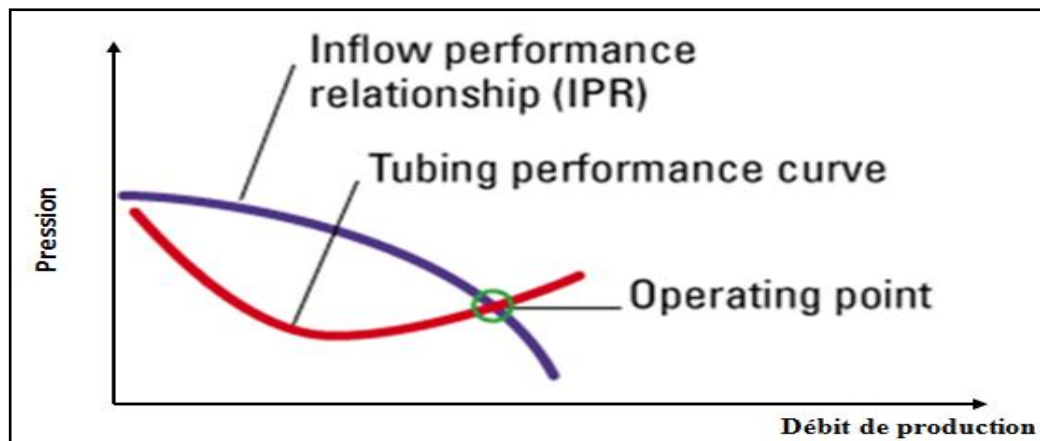 Inflow performance
relationship (IPR)
Tubing performance curve
Pression
Operating point
Débit de production